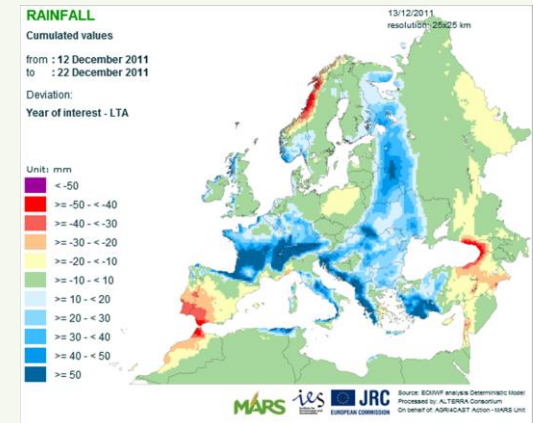 RAINFALL
13/12/2011
resolution: 25x25 km
Cumulated values
from : 12 December 2011
to : 22 December 2011
Deviation:
Year of interest - LTA
Unit: mm
< -50
>= -50 - < -40
>= -40 - < -30
>= -30 - < -20
>= -20 - < -10
>= -10 - < 10
>= 10 - < 20
>= 20 - < 30
>= 30 - < 40
>= 40 - < 50
>= 50
MARS
ies
JRC
EUROPEAN COMMISSION
Source: ECMWF analysis Deterministic Model
Processed by: ALTERRA Consortium
On behalf of: AGRI4CAST Action - MARS Unit